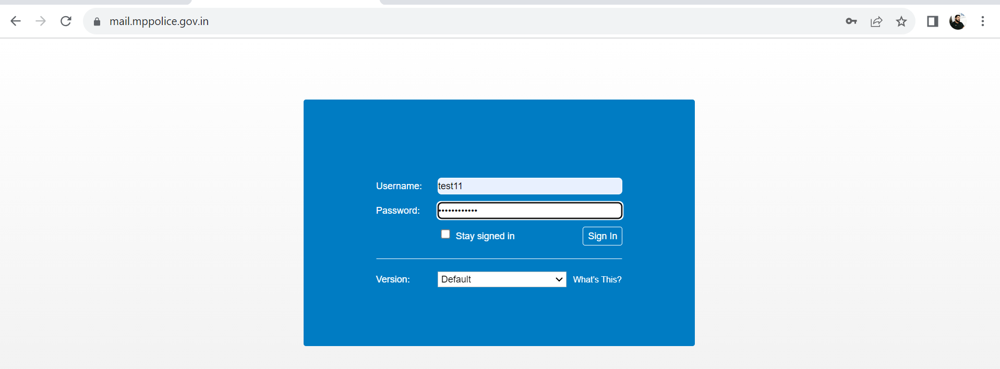 mail.mppolice.gov.in
Username: test11
Password: ••••••••••••
Stay signed in Sign In
Version: Default What's This?